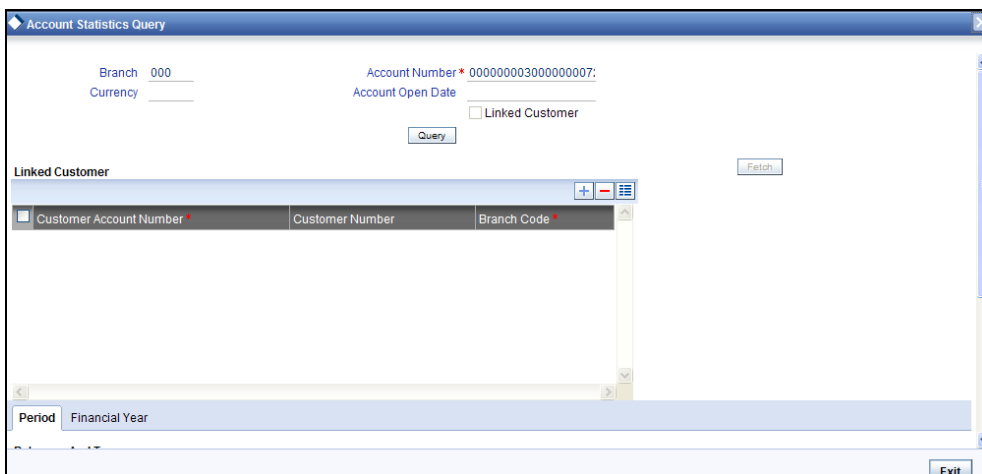 Account Statistics Query
Branch 000
Account Number * 000000003000000007:
Currency
Account Open Date
Linked Customer
Query
Fetch
Linked Customer
Customer Account Number *
Customer Number
Branch Code *
Period
Financial Year
Exit